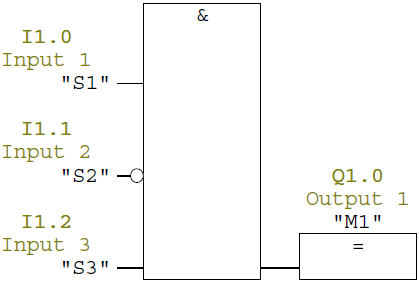 &
I1.0
Input 1
"S1"
I1.1
Input 2
"S2"
I1.2
Input 3
"S3"
Q1.0
Output 1
"M1"
=